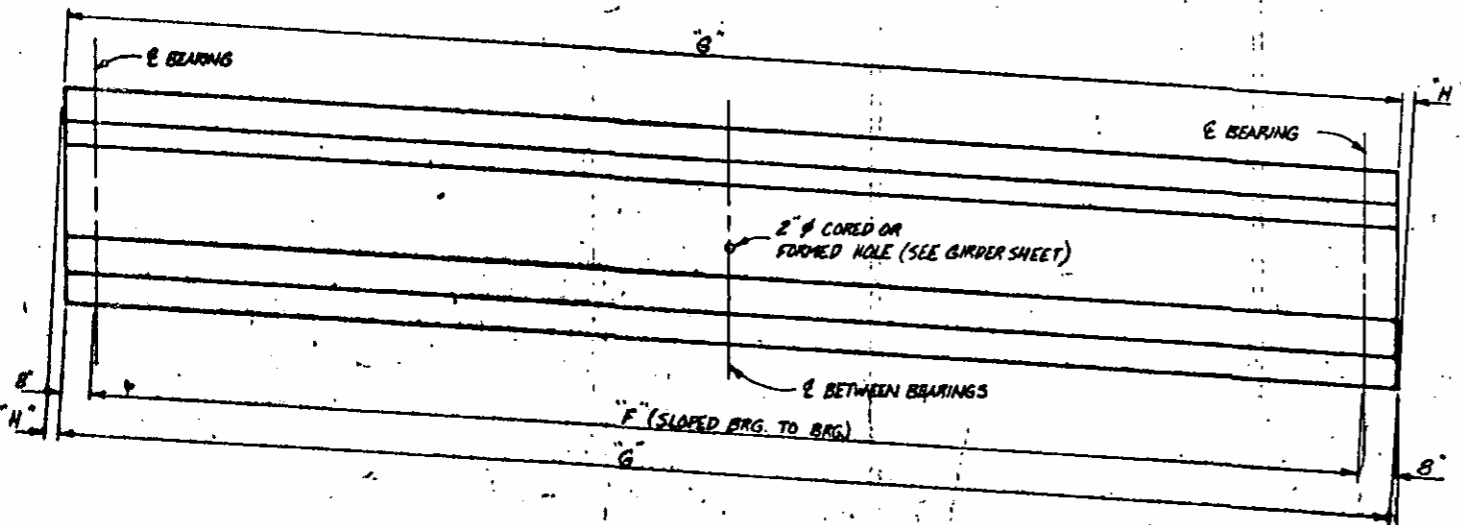 "G"
℄ BEARING
"H"
℄ BEARING
2"ϕ CORED OR
FORMED HOLE (SEE GIRDER SHEET)
℄ BETWEEN BEARINGS
8"
"H"
"F" (SLOPED BRG. TO BRG.)
"G"
8"